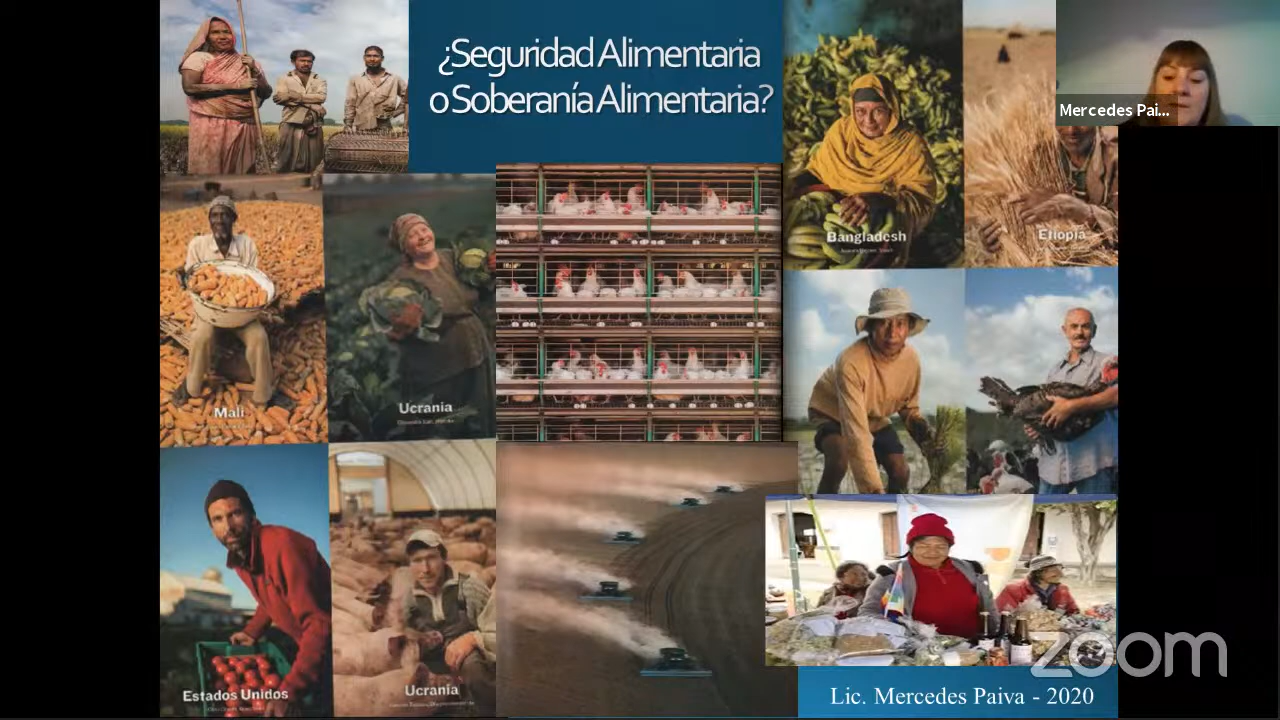 ¿Seguridad Alimentaria
o Soberanía Alimentaria?
Mercedes Pai...
Bangladesh
Etiopía
Mali
Ucrania
Estados Unidos
Ucrania
zoom
Lic. Mercedes Paiva - 2020